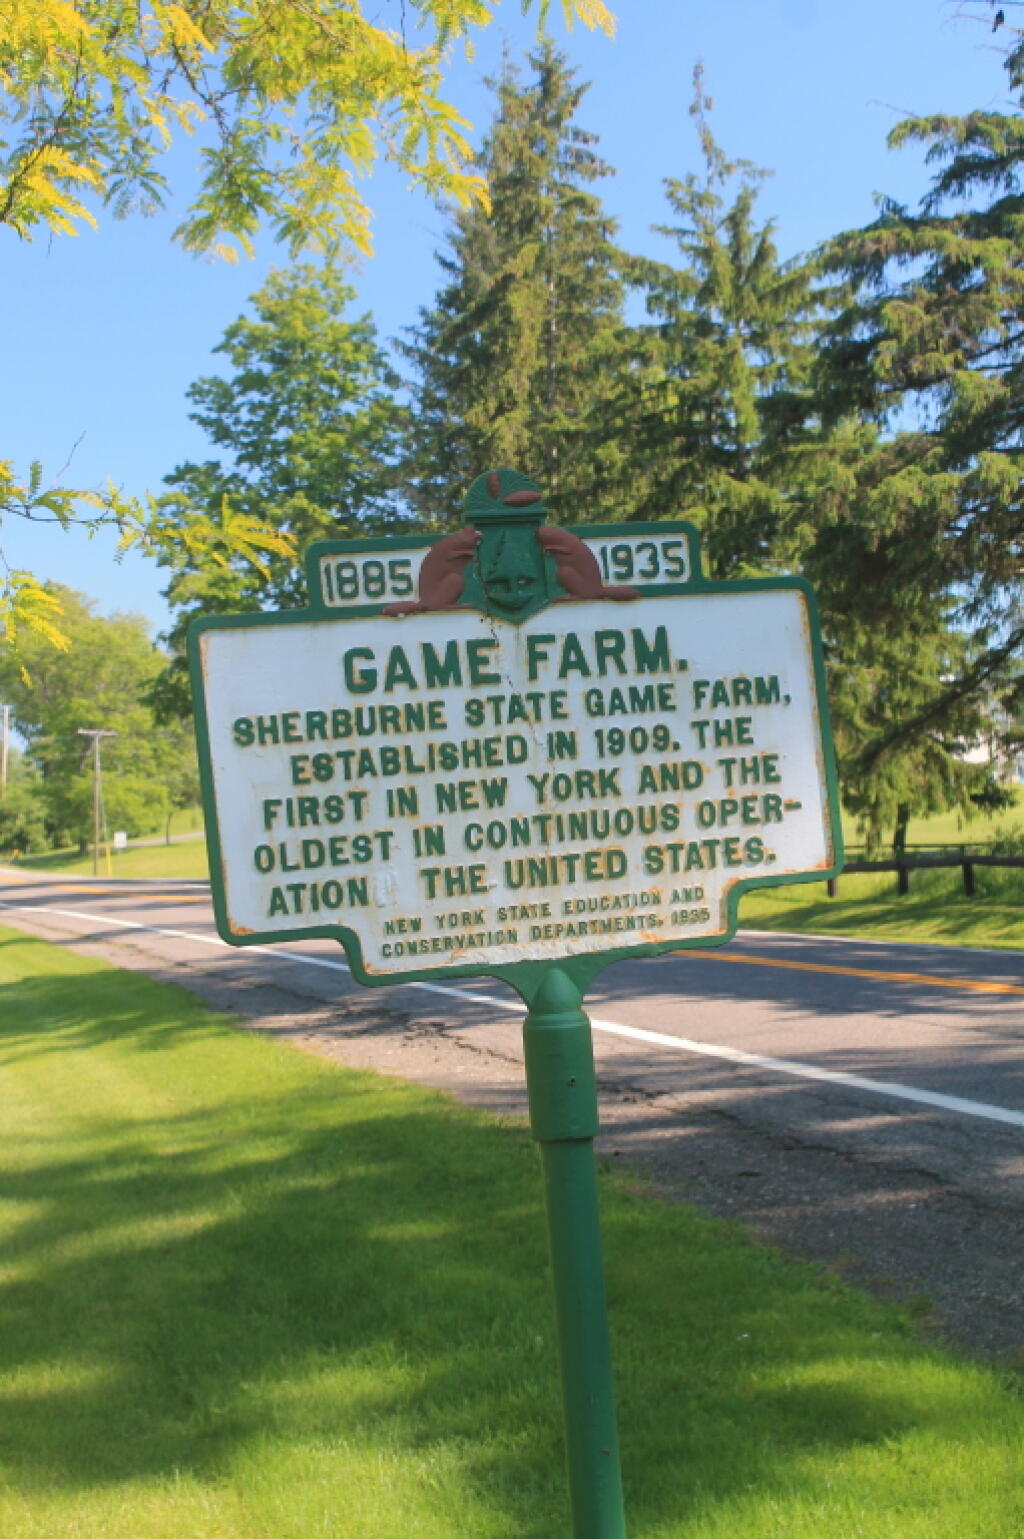 1885 1935
GAME FARM.
SHERBURNE STATE GAME FARM,
ESTABLISHED IN 1909. THE
FIRST IN NEW YORK AND THE
OLDEST IN CONTINUOUS OPER-
ATION THE UNITED STATES.
NEW YORK STATE EDUCATION AND
CONSERVATION DEPARTMENTS, 1935